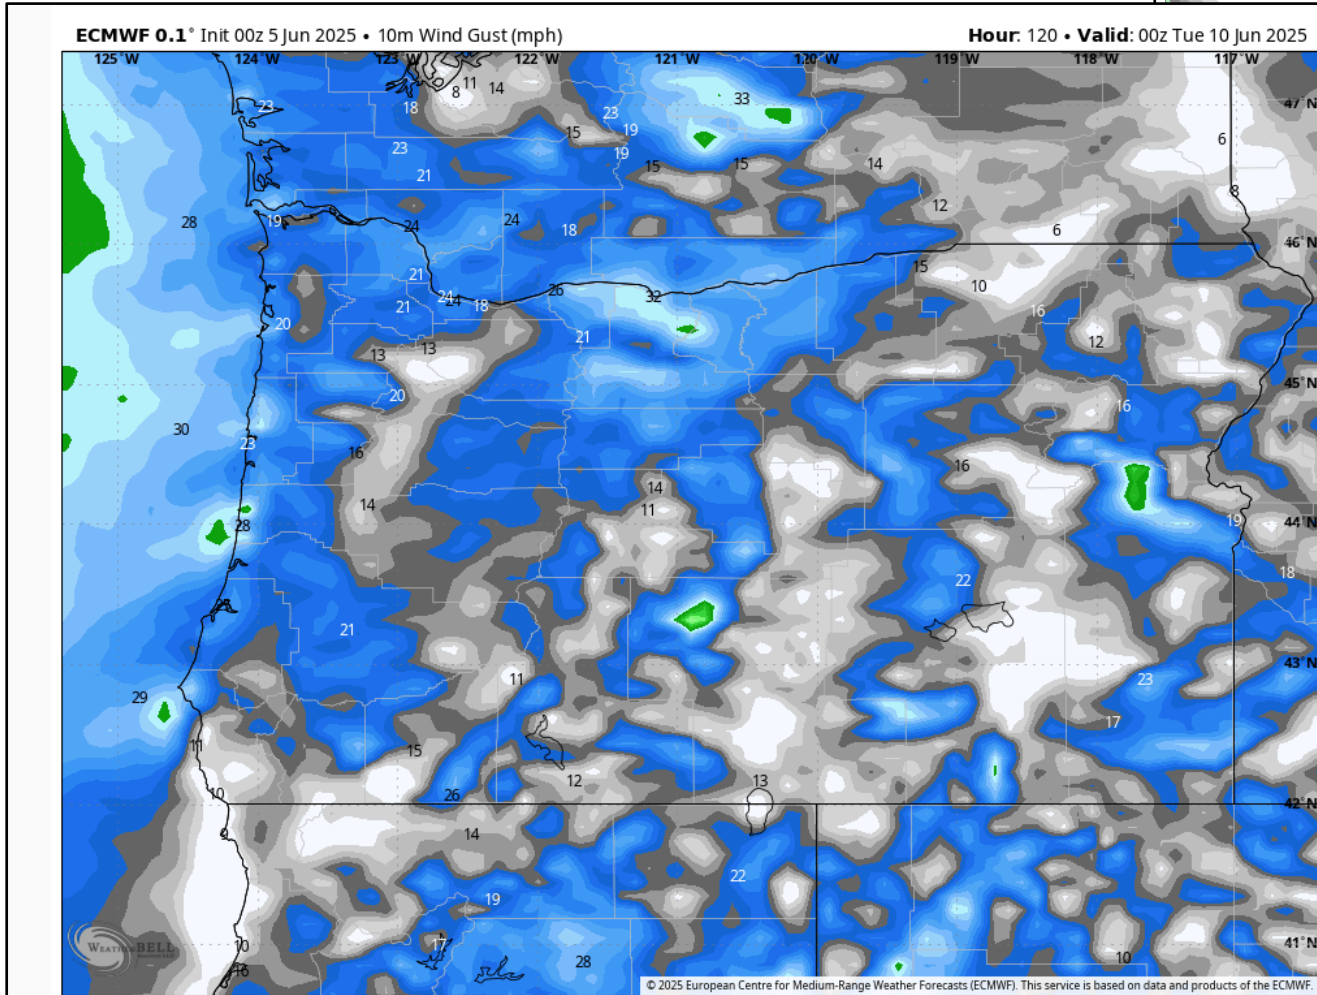 ECMWF 0.1° Init 00z 5 Jun 2025 • 10m Wind Gust (mph)
Hour: 120 • Valid: 00z Tue 10 Jun 2025
125°W 124°W 123°W 122°W 121°W 120°W 119°W 118°W 117°W
8 11 14
33
23 18 23
47°N
15 19
6
23 19
21 15 15 14
8
12
28 19 24 24 18
6
46°N
15
21
10
24 24 18 26 32
21
16
20 21
12
13 13
45°N
20
16
30
23
16
16
14
14
11
28
44°N
19
22
18
21
43°N
11
23
29
17
11
15
12
13
10
26
42°N
9
14
22
19
10
17
41°N
28
10
16
WEATHERBELL
© 2025 European Centre for Medium-Range Weather Forecasts (ECMWF). This service is based on data and products of the ECMWF.